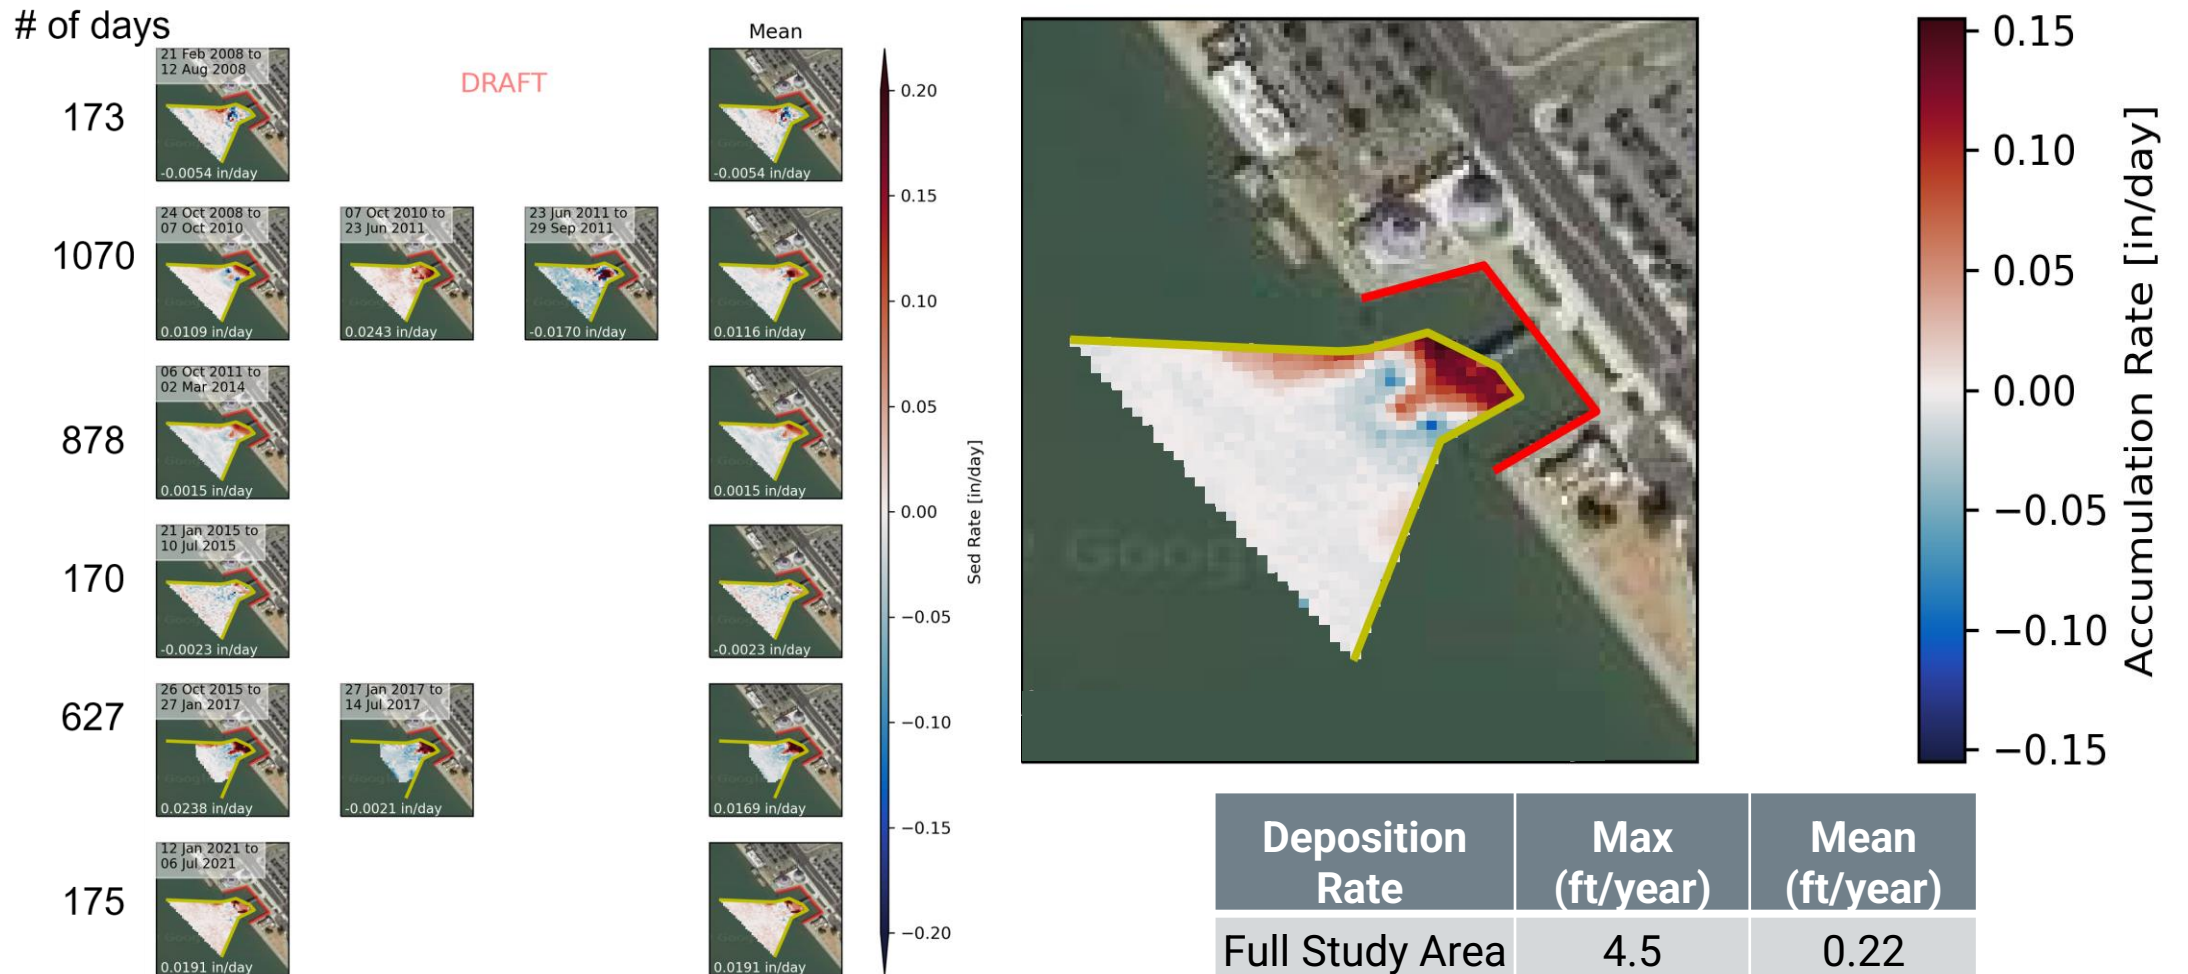 # of days
DRAFT
Mean
173
21 Feb 2008 to
12 Aug 2008
-0.0054 in/day
-0.0054 in/day
1070
24 Oct 2008 to
07 Oct 2010
0.0109 in/day
07 Oct 2010 to
23 Jun 2011
0.0243 in/day
23 Jun 2011 to
29 Sep 2011
-0.0170 in/day
0.0116 in/day
878
06 Oct 2011 to
02 Mar 2014
0.0015 in/day
0.0015 in/day
170
21 Jan 2015 to
10 Jul 2015
-0.0023 in/day
-0.0023 in/day
627
26 Oct 2015 to
27 Jan 2017
0.0238 in/day
27 Jan 2017 to
14 Jul 2017
-0.0021 in/day
0.0169 in/day
175
12 Jan 2021 to
06 Jul 2021
0.0191 in/day
0.0191 in/day
0.20
0.15
0.10
0.05
0.00
−0.05
−0.10
−0.15
−0.20
Sed Rate [in/day]
Goog
0.15
0.10
0.05
0.00
−0.05
−0.10
−0.15
Accumulation Rate [in/day]
Deposition Rate Max (ft/year) Mean (ft/year)
Full Study Area 4.5 0.22